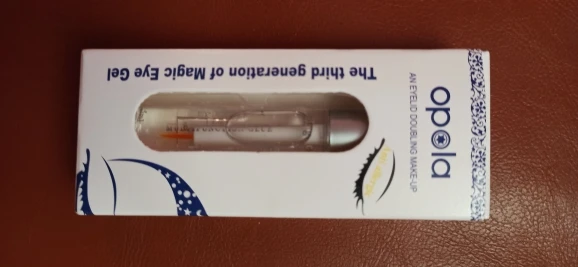 opola
AN EYELID DOUBLING MAKE-UP
The third generation of Magic Eye Gel